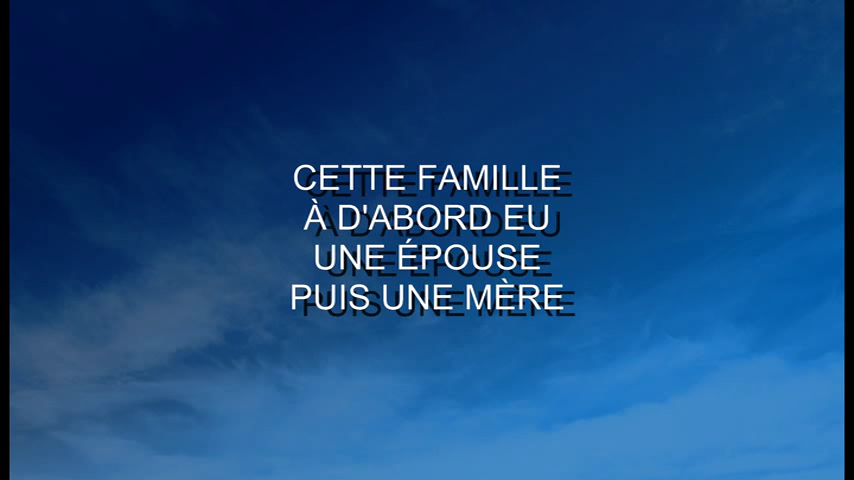 CETTE FAMILLE
À D'ABORD EU
UNE ÉPOUSE
PUIS UNE MÈRE